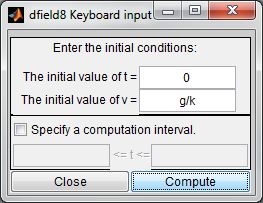 dfield8 Keyboard input
Enter the initial conditions:
The initial value of t = 0
The initial value of v = g/k
Specify a computation interval.
<= t <=
Close Compute